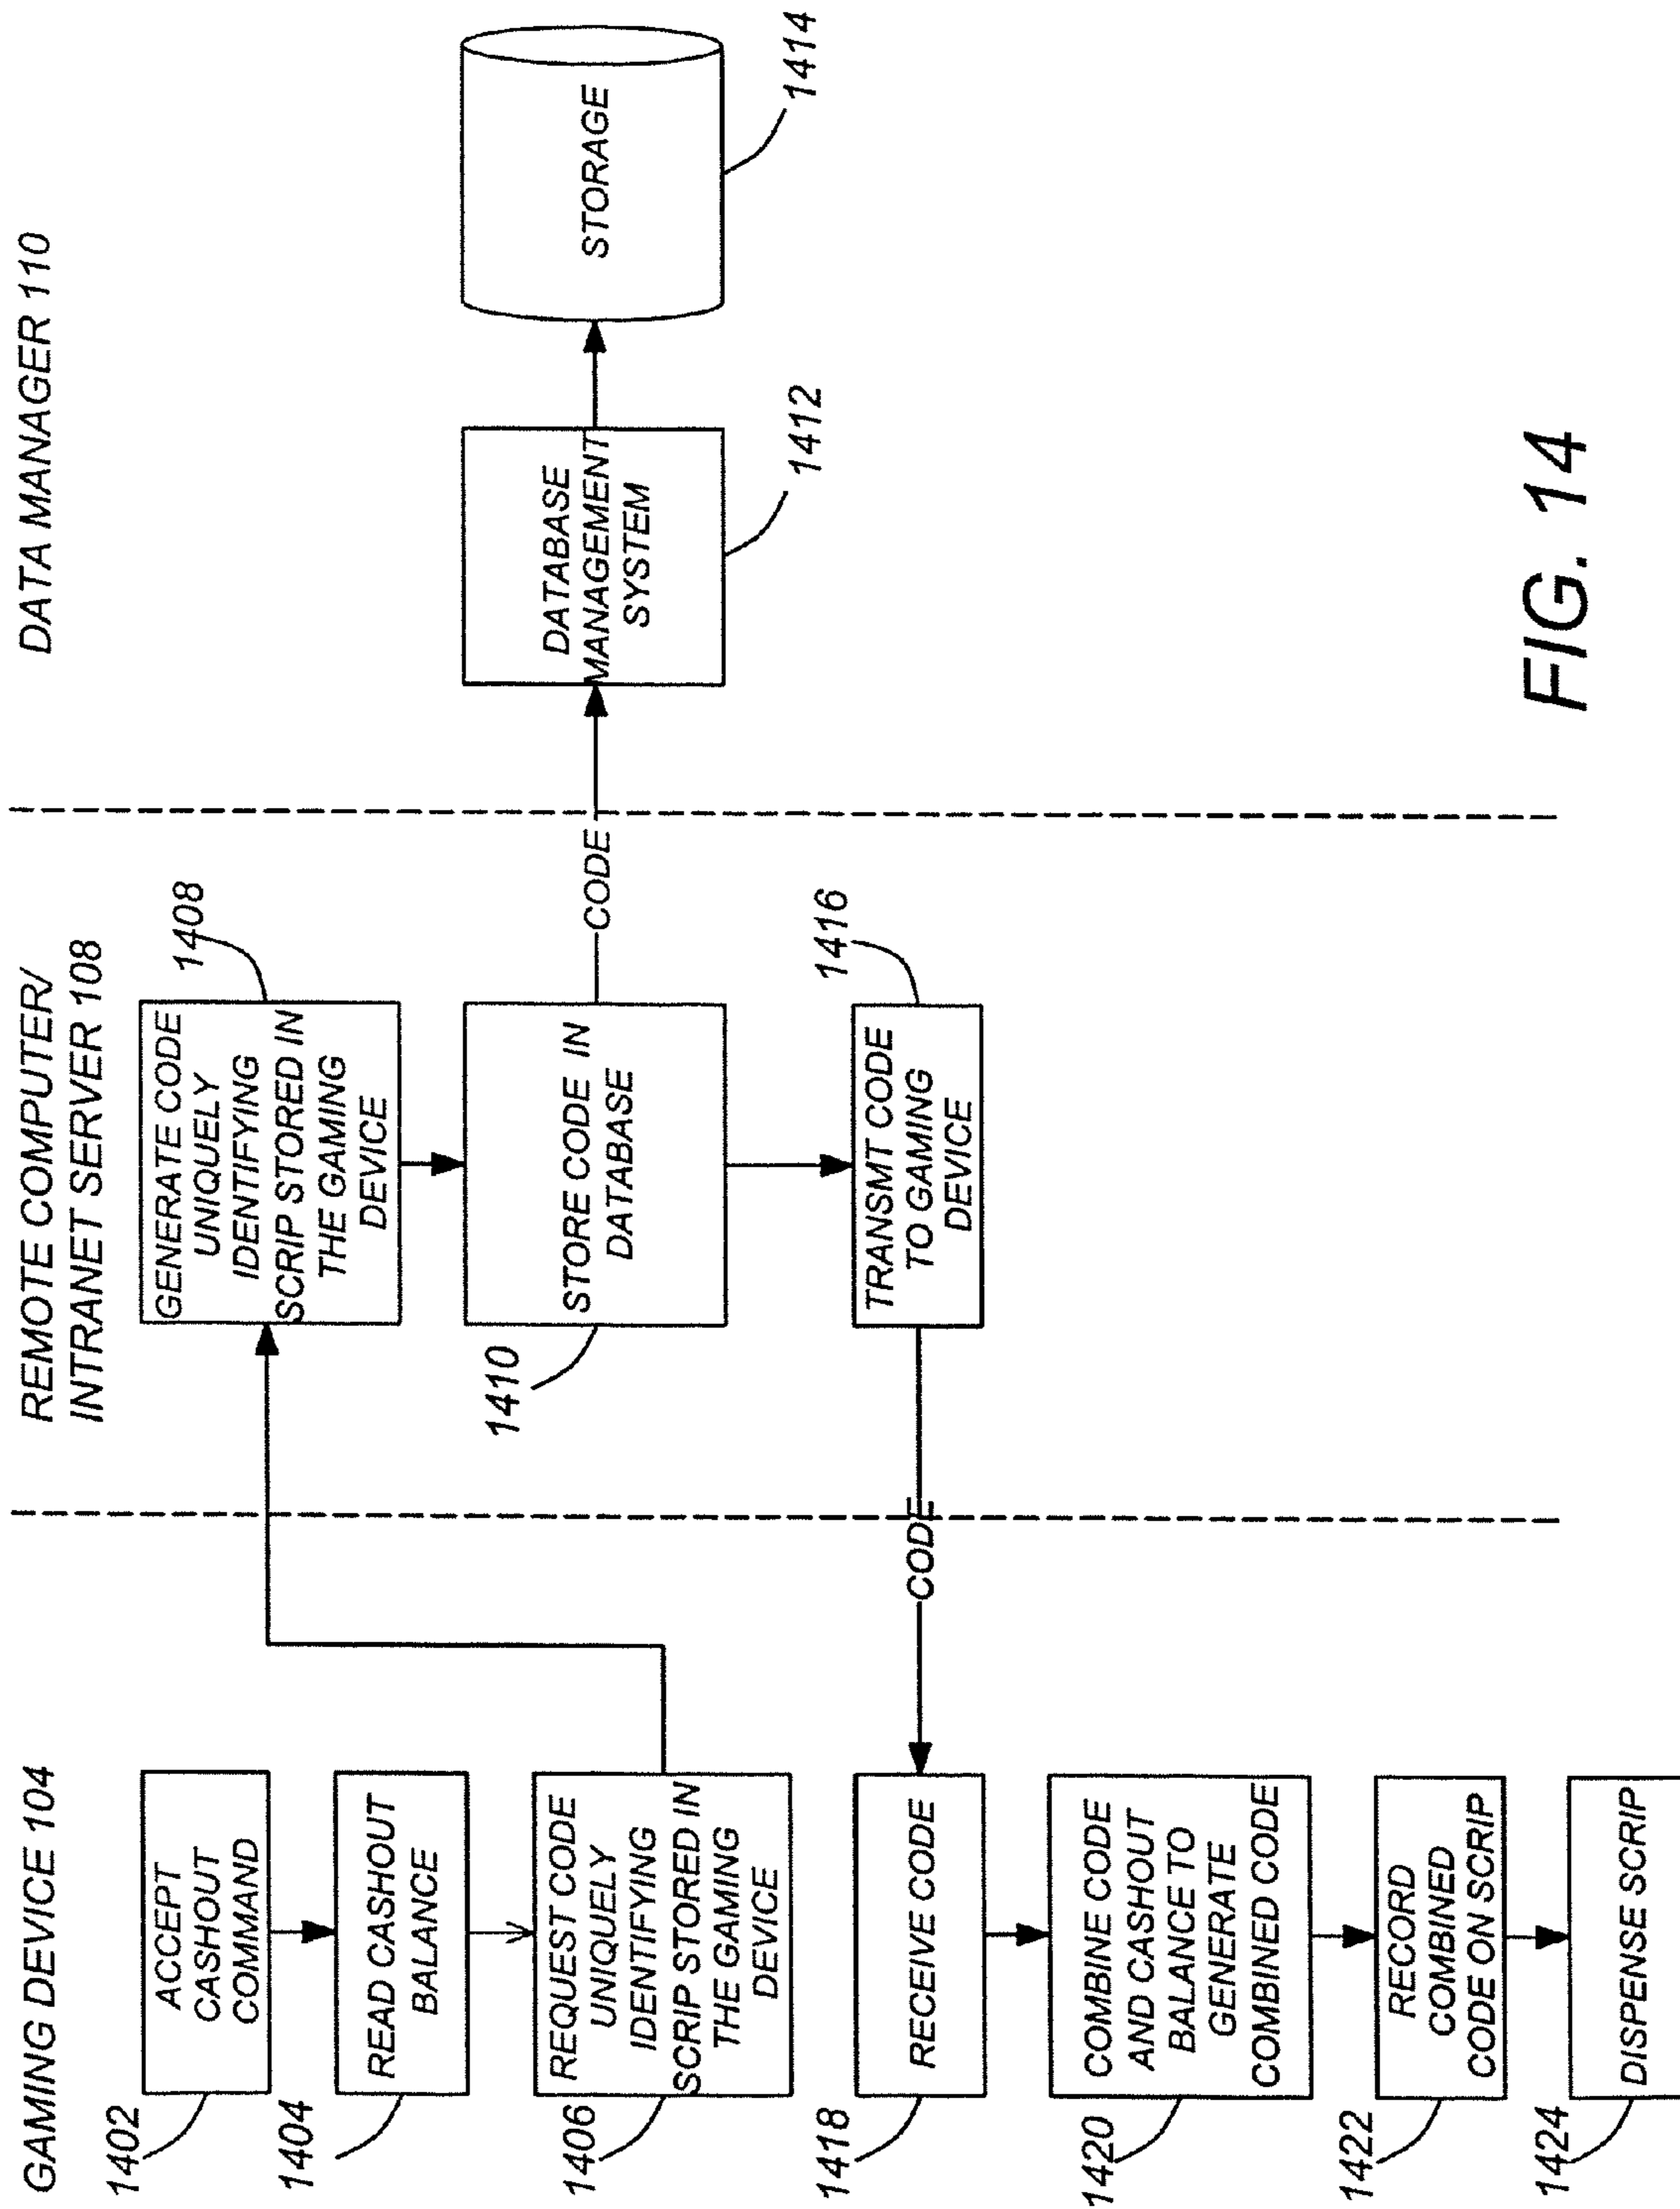 GAMING DEVICE 104
REMOTE COMPUTER/
INTRANET SERVER 108
DATA MANAGER 110
1402
ACCEPT
CASHOUT
COMMAND
1404
READ CASHOUT
BALANCE
1406
REQUEST CODE
UNIQUELY
IDENTIFYING
SCRIP STORED IN
THE GAMING
DEVICE
1408
GENERATE CODE
UNIQUELY
IDENTIFYING
SCRIP STORED IN
THE GAMING
DEVICE
1410
STORE CODE IN
DATABASE
CODE
DATABASE
MANAGEMENT
SYSTEM
1412
STORAGE
1414
1416
TRANSMT CODE
TO GAMING
DEVICE
CODE
1418
RECEIVE CODE
1420
COMBINE CODE
AND CASHOUT
BALANCE TO
GENERATE
COMBINED CODE
1422
RECORD
COMBINED
CODE ON SCRIP
1424
DISPENSE SCRIP
FIG. 14